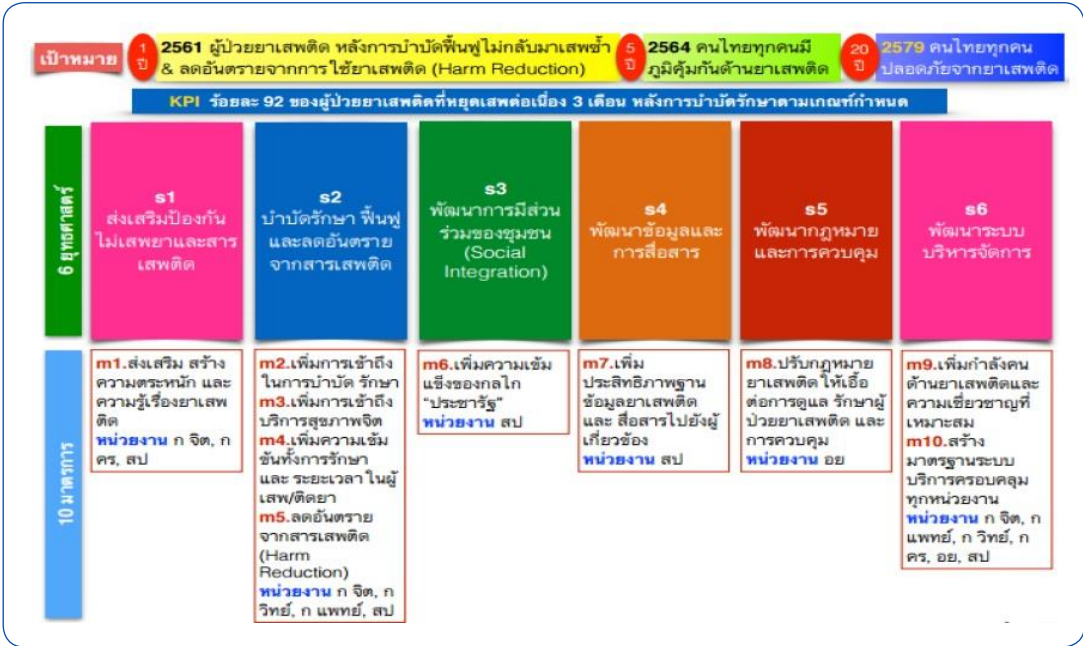 เป้าหมาย
1 ปี
2561 ผู้ป่วยยาเสพติด หลังการบำบัดฟื้นฟูไม่กลับมาเสพซ้ำ
& ลดอันตรายจากการใช้ยาเสพติด (Harm Reduction)
5 ปี
2564 คนไทยทุกคนมี
ภูมิคุ้มกันด้านยาเสพติด
20 ปี
2579 คนไทยทุกคน
ปลอดภัยจากยาเสพติด
KPI ร้อยละ 92 ของผู้ป่วยยาเสพติดที่หยุดเสพต่อเนื่อง 3 เดือน หลังการบำบัดรักษาตามเกณฑ์กำหนด
6 ยุทธศาสตร์
s1
ส่งเสริมป้องกัน
ไม่เสพยาและสาร
เสพติด
s2
บำบัดรักษา ฟื้นฟู
และลดอันตราย
จากสารเสพติด
s3
พัฒนาการมีส่วน
ร่วมของชุมชน
(Social
Integration)
s4
พัฒนาข้อมูลและ
การสื่อสาร
s5
พัฒนากฎหมาย
และการควบคุม
s6
พัฒนาระบบ
บริหารจัดการ
10 มาตรการ
m1.ส่งเสริม สร้าง
ความตระหนัก และ
ความรู้เรื่องยาเสพ
ติด
หน่วยงาน ก จิต, ก
คร, สป
m2.เพิ่มการเข้าถึง
ในการบำบัด รักษา
m3.เพิ่มการเข้าถึง
บริการสุขภาพจิต
m4.เพิ่มความเข้ม
ข้นทั้งการรักษา
และ ระยะเวลา ในผู้
เสพ/ติดยา
m5.ลดอันตราย
จากสารเสพติด
(Harm
Reduction)
หน่วยงาน ก จิต, ก
วิทย์, ก แพทย์, สป
m6.เพิ่มความเข้ม
แข็งของกลไก
"ประชารัฐ"
หน่วยงาน สป
m7.เพิ่ม
ประสิทธิภาพฐาน
ข้อมูลยาเสพติด
และ สื่อสารไปยังผู้
เกี่ยวข้อง
หน่วยงาน สป
m8.ปรับกฎหมาย
ยาเสพติด ให้เอื้อ
ต่อการดูแล รักษาผู้
ป่วยยาเสพติด และ
การควบคุม
หน่วยงาน อย
m9.เพิ่มกำลังคน
ด้านยาเสพติดและ
ความเชี่ยวชาญที่
เหมาะสม
m10.สร้าง
มาตรฐานระบบ
บริการครอบคลุม
ทุกหน่วยงาน
หน่วยงาน ก จิต, ก
แพทย์, ก วิทย์, ก
คร, อย, สป